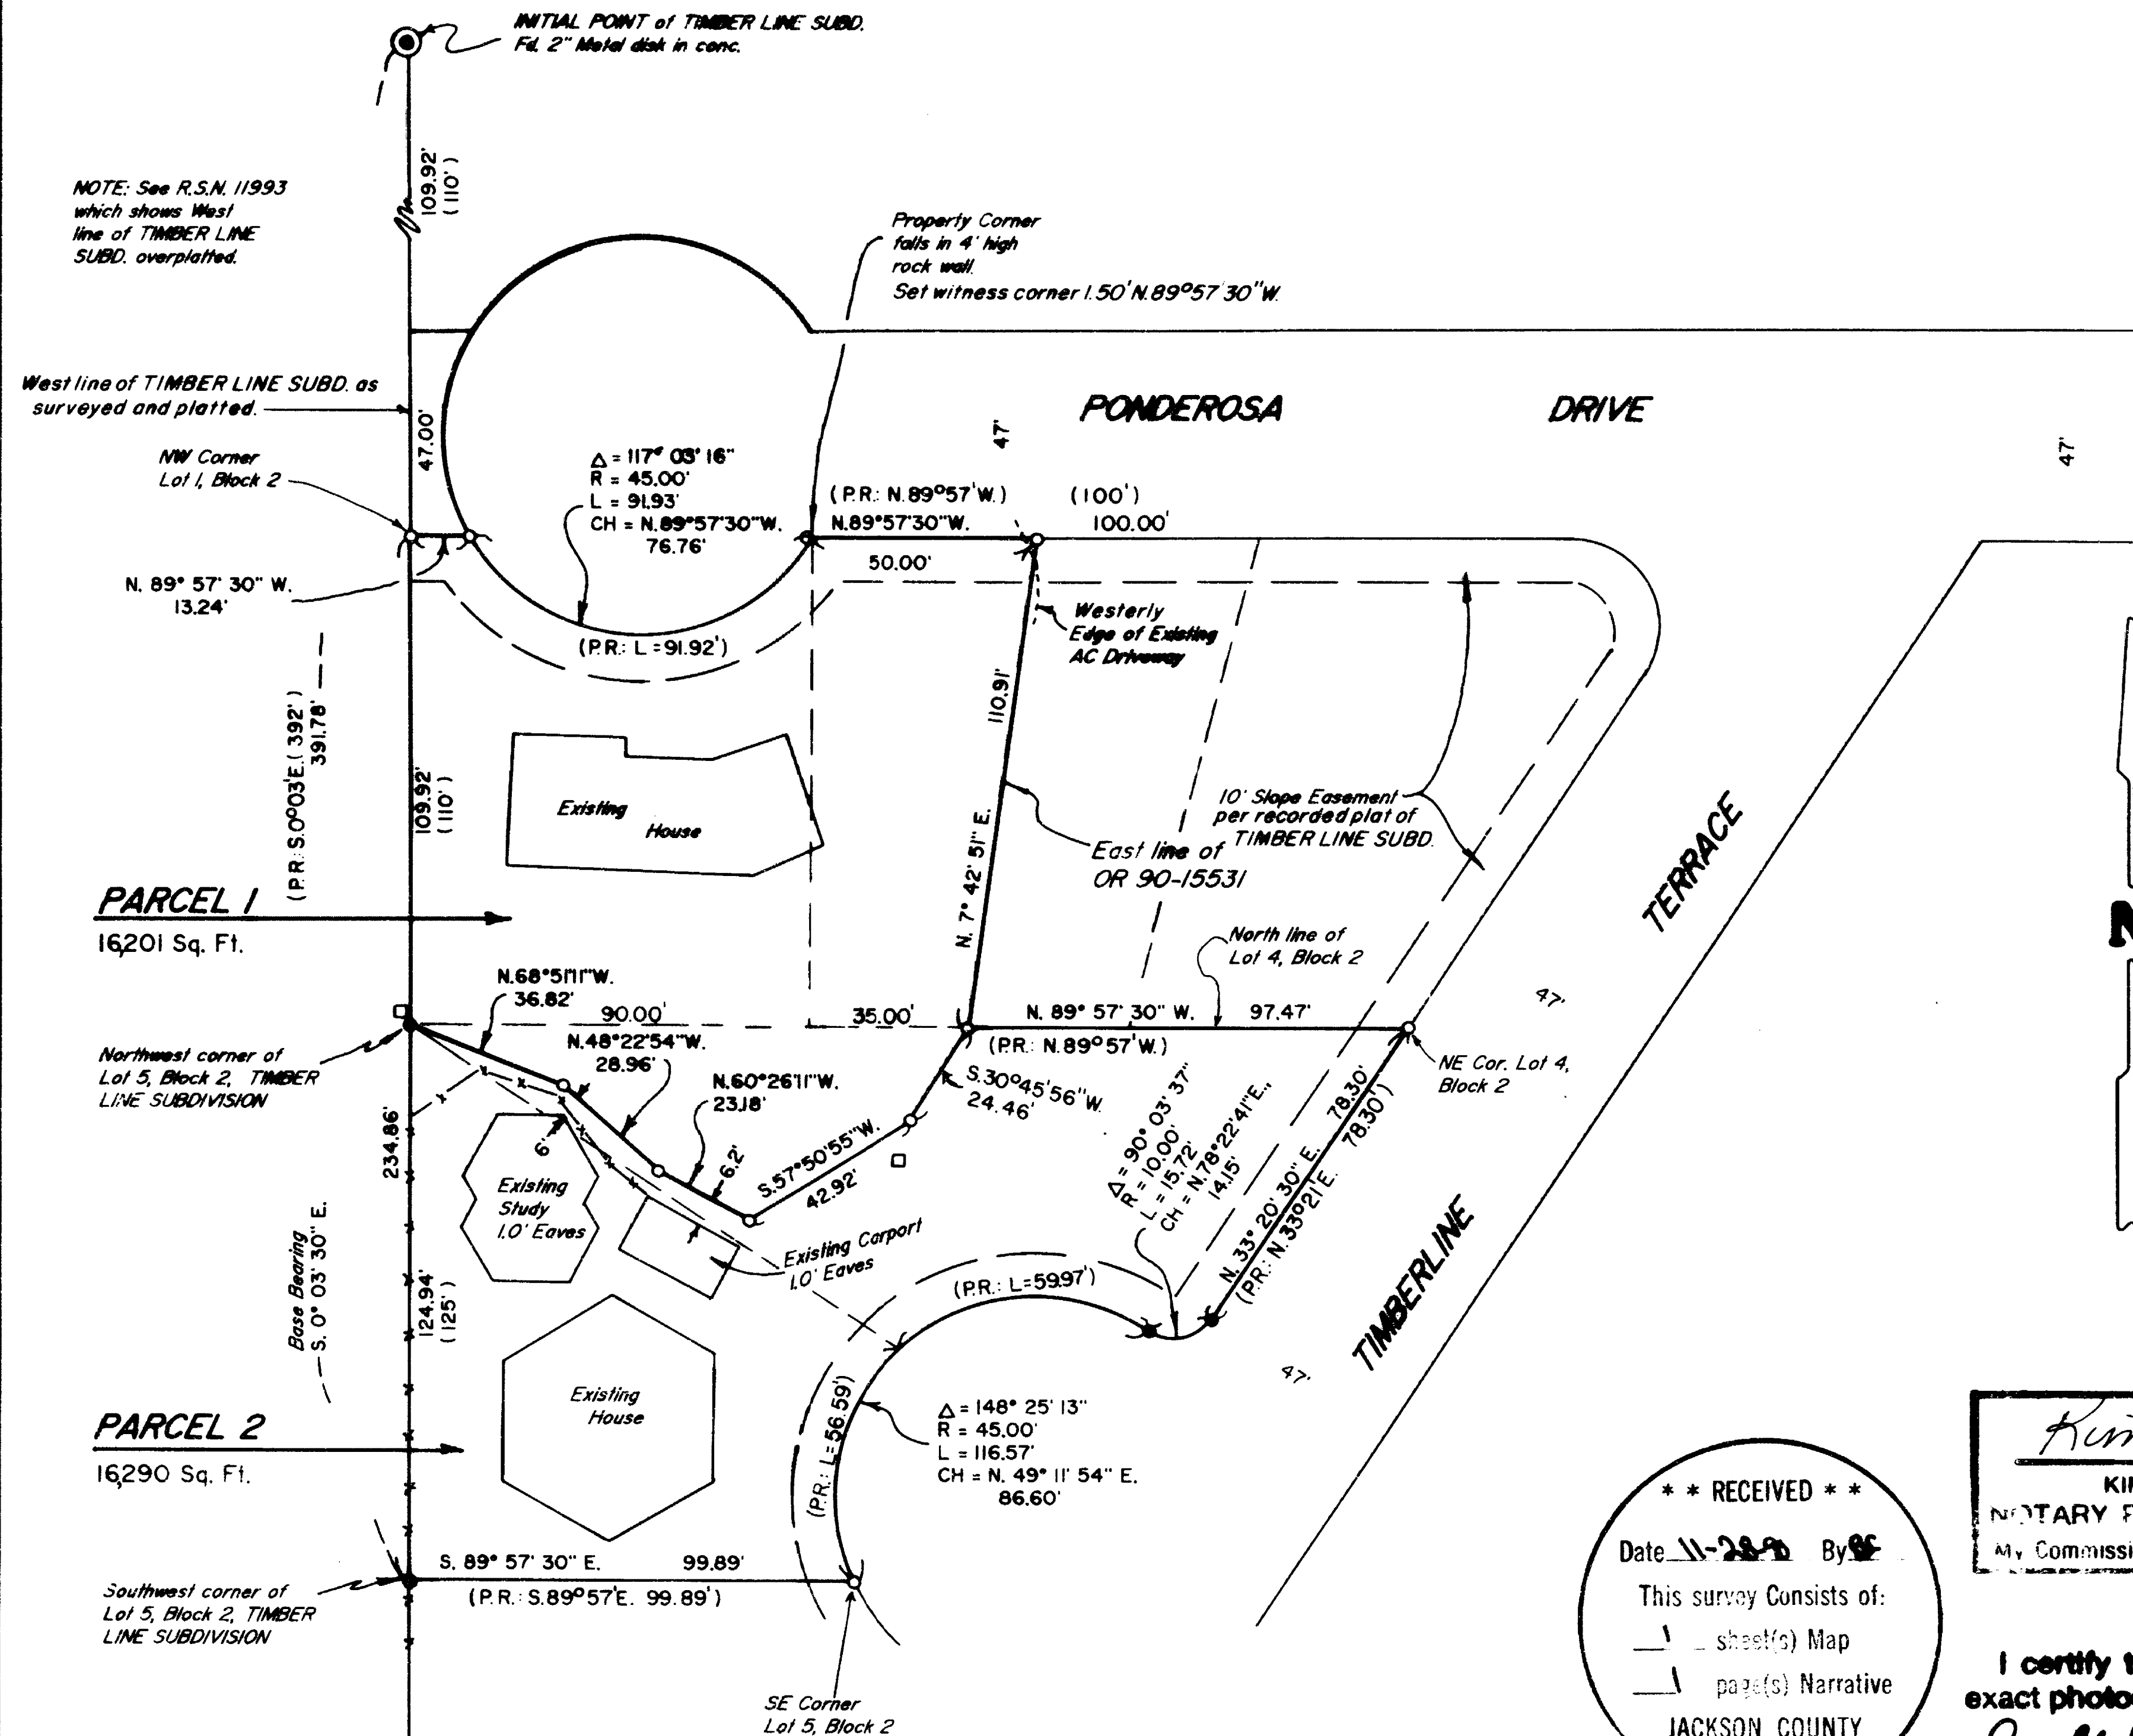 INITIAL POINT of TIMBER LINE SUBD.
Fd. 2" Metal disk in conc.
109.92'
(110')
NOTE: See R.S.N. 11993
which shows West
line of TIMBER LINE
SUBD. overplatted.
Property Corner
falls in 4' high
rock wall.
Set witness corner 1.50' N.89°57'30"W.
West line of TIMBER LINE SUBD. as
surveyed and platted.
47.00'
PONDEROSA DRIVE
47'
47'
NW Corner
Lot 1, Block 2
Δ = 117° 03' 16"
R = 45.00'
L = 91.93'
CH = N.89°57'30"W.
76.76'
(P.R.: N.89°57'W.) (100')
N.89°57'30"W. 100.00'
50.00'
N. 89° 57' 30" W.
13.24'
(P.R.: L=91.92')
Westerly
Edge of Existing
AC Driveway
110.91'
N. 7° 42' 51" E.
(P.R.: S.0°03'E. (392')
391.78'
109.92'
(110')
Existing
House
10' Slope Easement
per recorded plat of
TIMBER LINE SUBD.
East line of
OR 90-15531
TERRACE
PARCEL 1
16,201 Sq. Ft.
North line of
Lot 4, Block 2
N.68°51'11"W.
36.82'
90.00'
35.00'
N. 89° 57' 30" W. 97.47'
(P.R.: N.89°57'W.)
47'
N.48°22'54"W.
28.96'
Northwest corner of
Lot 5, Block 2, TIMBER
LINE SUBDIVISION
N.60°26'11"W.
23.18'
S.30°45'56"W.
24.46'
NE Cor. Lot 4,
Block 2
234.86'
6'
6.2'
S.57°50'55"W.
42.92'
Δ = 90° 03' 37"
R = 10.00'
L = 15.72'
CH = N.78°22'41"E.,
14.15'
N. 33° 20' 30" E. 78.30'
(P.R.: N.33°21'E. 78.30')
Existing
Study
1.0' Eaves
Existing Carport
1.0' Eaves
TIMBERLINE
47'
Base Bearing
S. 0° 03' 30" E.
124.94'
(125')
(P.R.: L=59.97')
Existing
House
(P.R.: L=56.59')
Δ = 148° 25' 13"
R = 45.00'
L = 116.57'
CH = N. 49° 11' 54" E.
86.60'
PARCEL 2
16,290 Sq. Ft.
S. 89° 57' 30" E. 99.89'
(P.R.: S.89°57'E. 99.89')
Southwest corner of
Lot 5, Block 2, TIMBER
LINE SUBDIVISION
SE Corner
Lot 5, Block 2
* * RECEIVED * *
Date 11-28-90 By
This survey Consists of:
1 sheet(s) Map
1 page(s) Narrative
JACKSON COUNTY
NOTARY
My
I certify
exact